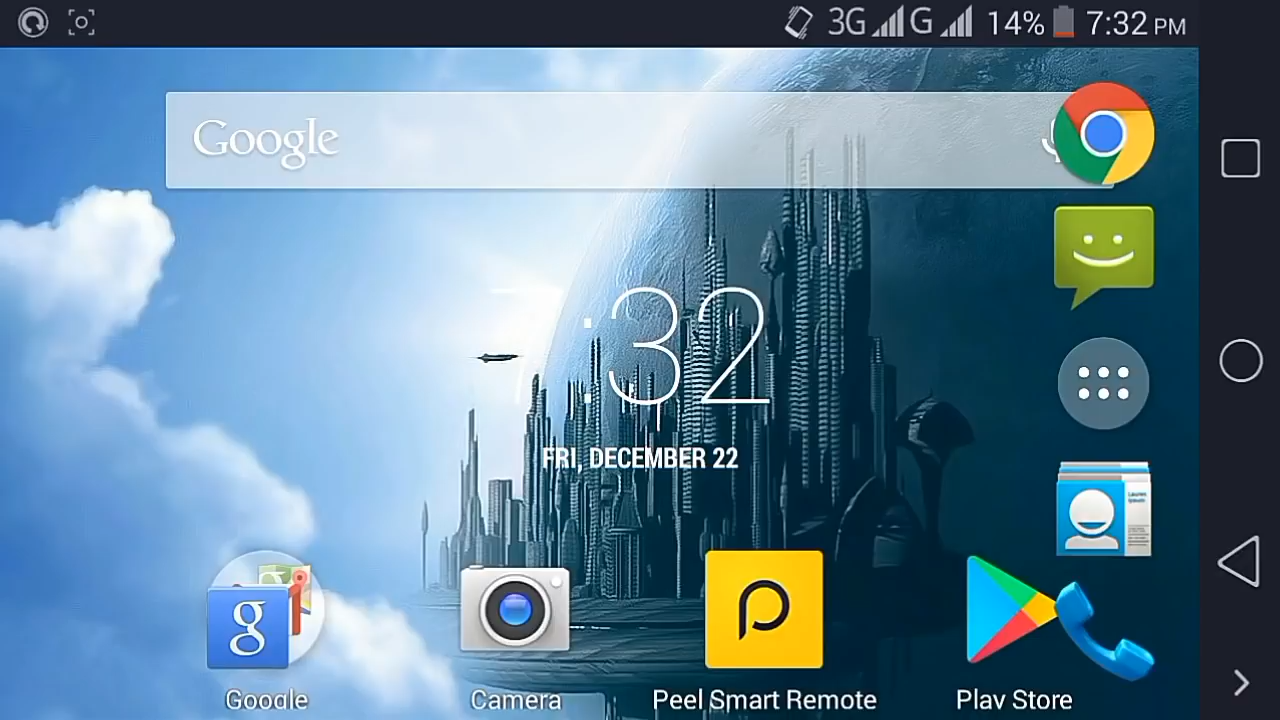 3G G 14% 7:32 PM
Google
7:32
FRI, DECEMBER 22
g
Google
Camera
Peel Smart Remote
Play Store